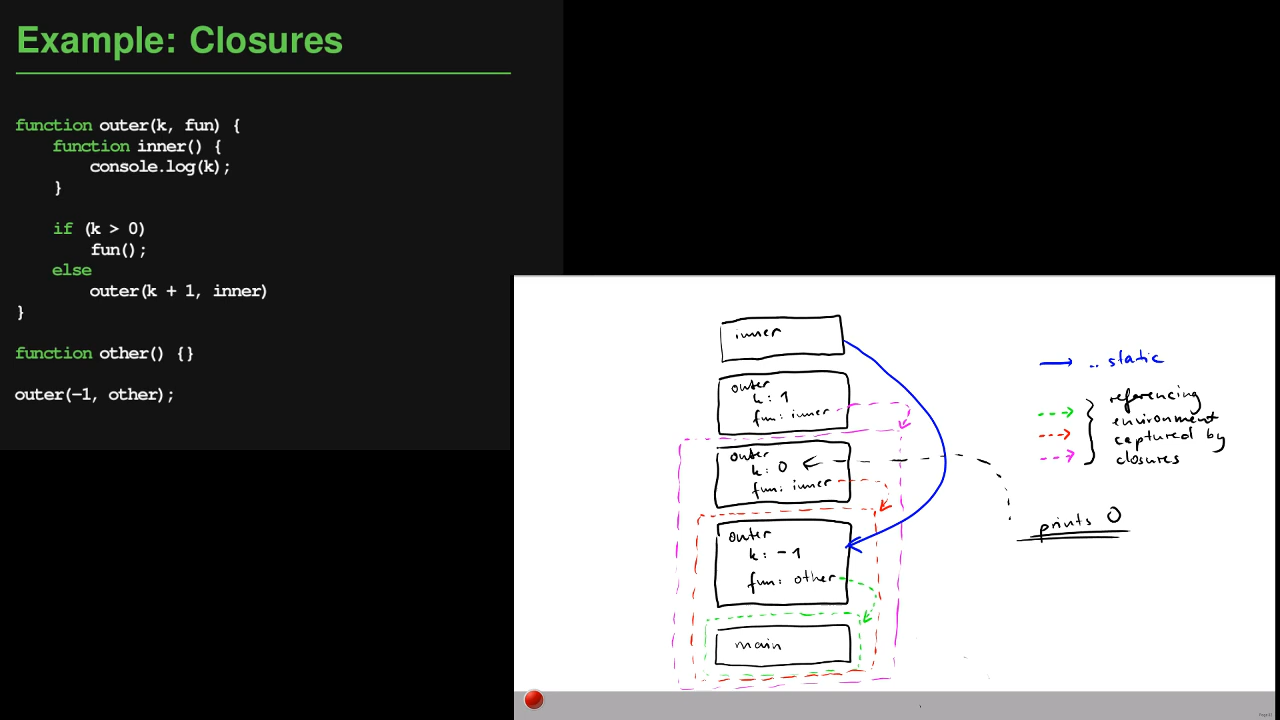 Example: Closures
function outer(k, fun) {
function inner() {
console.log(k);
}
if (k > 0)
fun();
else
outer(k + 1, inner)
}
function other() {}
outer(-1, other);
inner
outer
k: 1
fun: inner
outer
k: 0
fun: inner
outer
k: -1
fun: other
main
.. static
referencing
environment
captured by
closures
prints 0